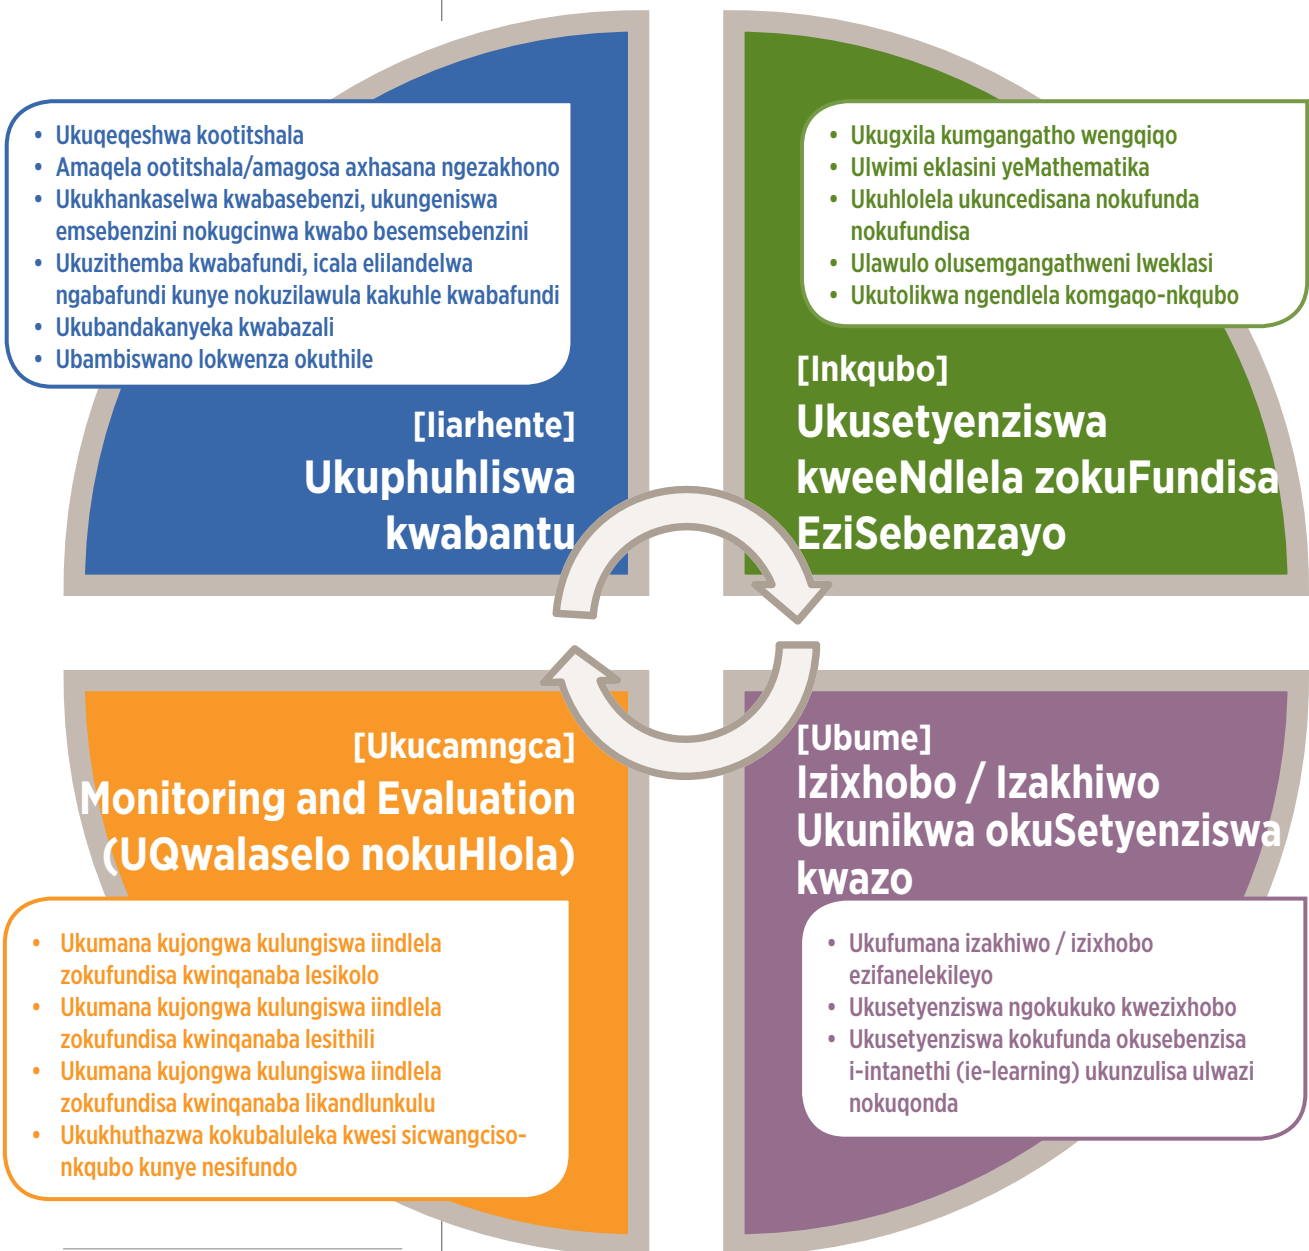 • Ukuqeqeshwa kootitshala
• Amaqela ootitshala/amagosa axhasana ngezakhono
• Ukukhankaselwa kwabasebenzi, ukungeniswa
emsebenzini nokugcinwa kwabo besemsebenzini
• Ukuzithemba kwabafundi, icala elilandelwa
ngabafundi kunye nokuzilawula kakuhle kwabafundi
• Ukubandakanyeka kwabazali
• Ubambiswano lokwenza okuthile
[Iiarhente]
Ukuphuhliswa
kwabantu
• Ukugxila kumgangatho wengqiqo
• Ulwimi eklasini yeMathematika
• Ukuhlolela ukuncedisana nokufunda
nokufundisa
• Ulawulo olusemgangathweni lweklasi
• Ukutolikwa ngendlela komgaqo-nkqubo
[Inkqubo]
Ukusetyenziswa
kweeNdlela zokuFundisa
EziSebenzayo
[Ukucamngca]
Monitoring and Evaluation
(UQwalaselo nokuHlola)
• Ukumana kujongwa kulungiswa iindlela
zokufundisa kwinqanaba lesikolo
• Ukumana kujongwa kulungiswa iindlela
zokufundisa kwinqanaba lesithili
• Ukumana kujongwa kulungiswa iindlela
zokufundisa kwinqanaba likandlunkulu
• Ukukhuthazwa kokubaluleka kwesi sicwangciso-
nkqubo kunye nesifundo
[Ubume]
Izixhobo / Izakhiwo
Ukunikwa okuSetyenziswa
kwazo
• Ukufumana izakhiwo / izixhobo
ezifanelekileyo
• Ukusetyenziswa ngokukuko kwezixhobo
• Ukusetyenziswa kokufunda okusebenzisa
i-intanethi (ie-learning) ukunzulisa ulwazi
nokuqonda